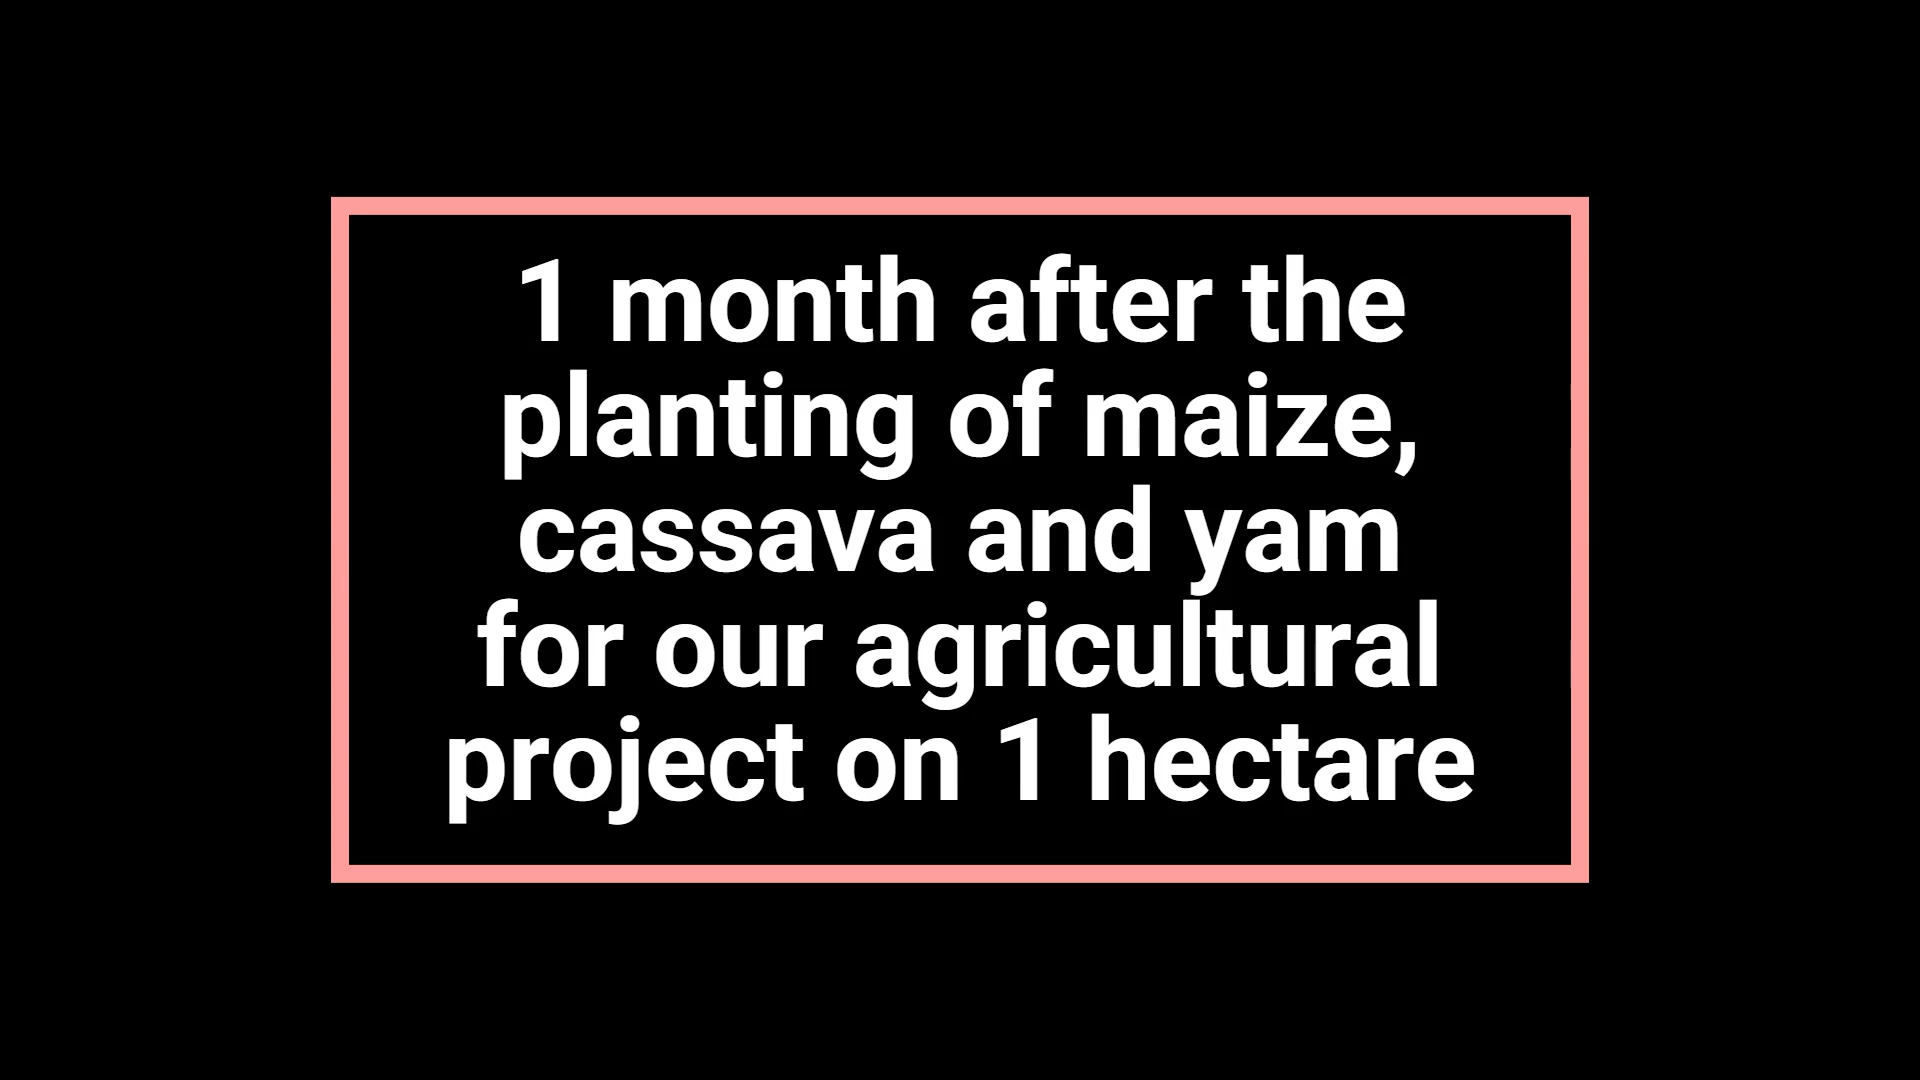 1 month after the
planting of maize,
cassava and yam
for our agricultural
project on 1 hectare